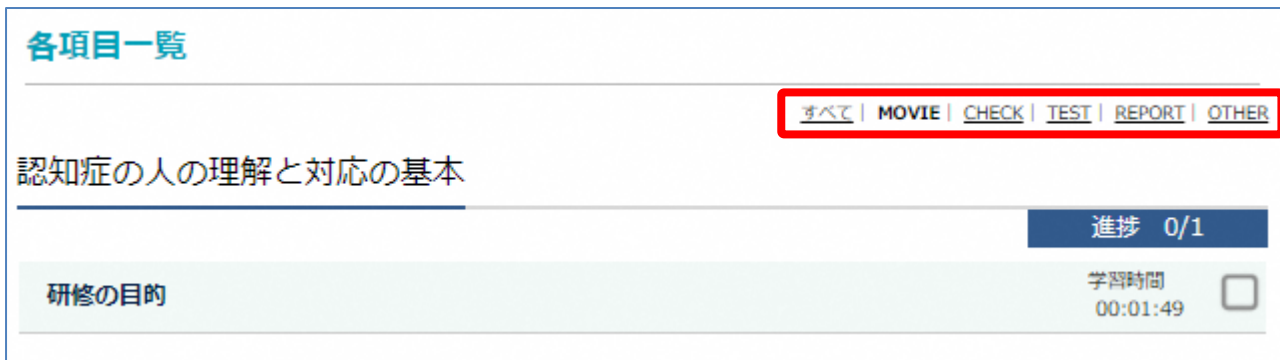 各項目一覧
すべて | MOVIE | CHECK | TEST | REPORT | OTHER
認知症の人の理解と対応の基本
進捗 0/1
研修の目的
学習時間
00:01:49